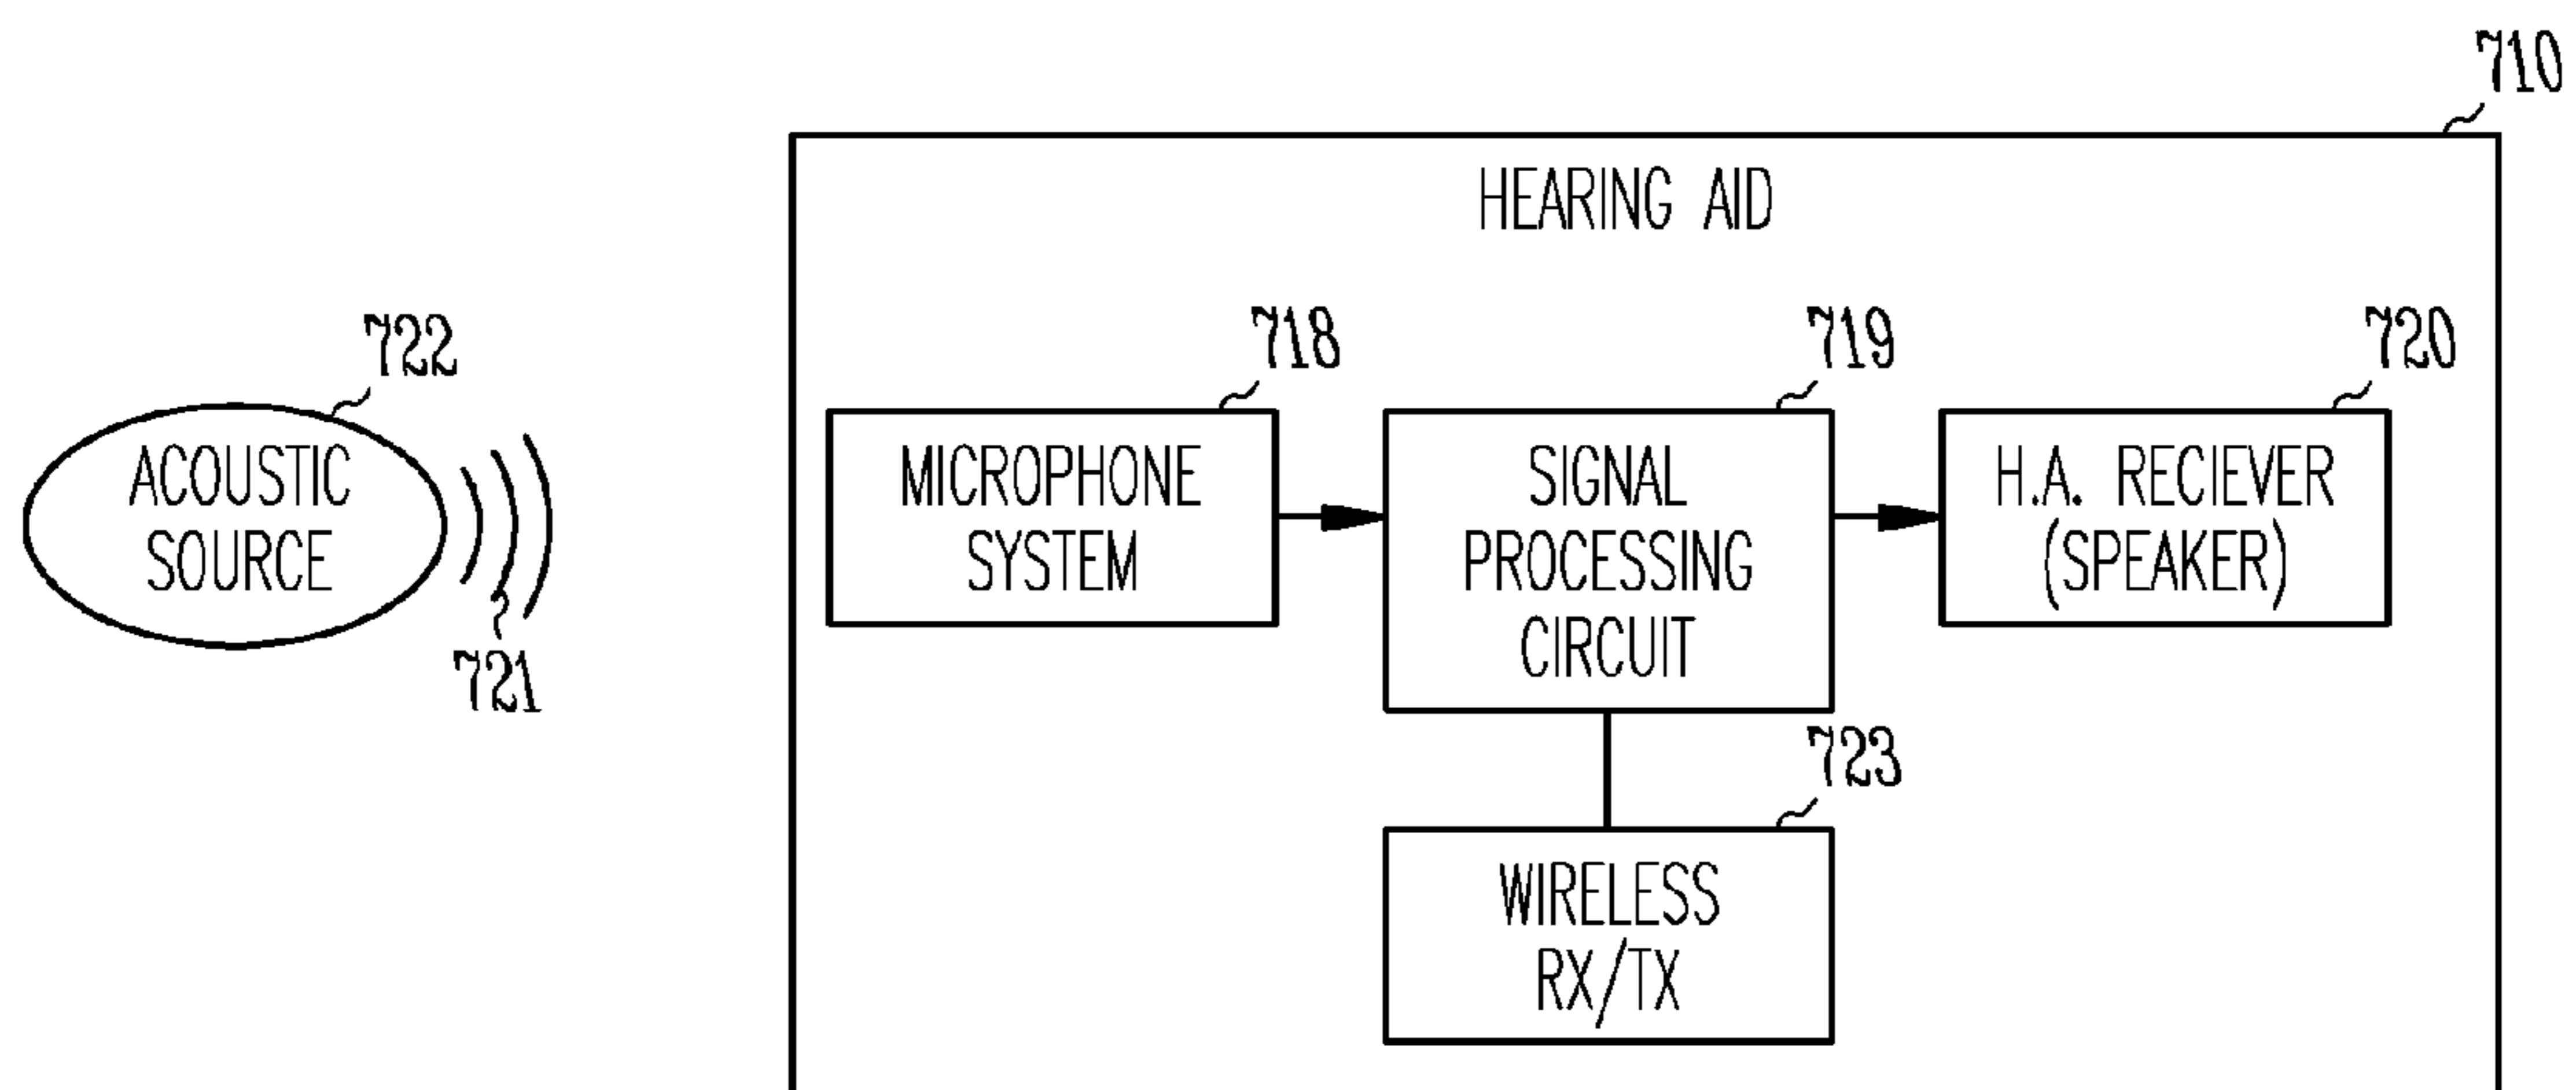 710
HEARING AID
722
718
719
720
ACOUSTIC
SOURCE
721
MICROPHONE
SYSTEM
SIGNAL
PROCESSING
CIRCUIT
H.A. RECIEVER
(SPEAKER)
723
WIRELESS
RX/TX